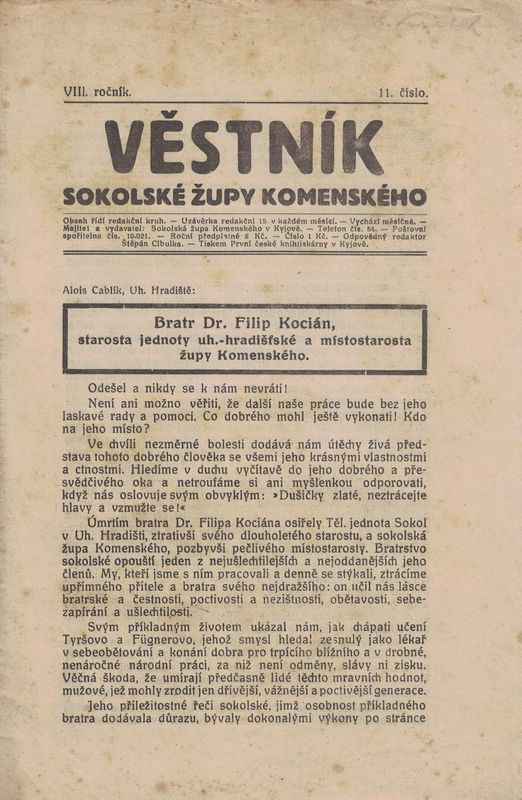 VIII. ročník. 11. číslo.
VĚSTNÍK
SOKOLSKÉ ŽUPY KOMENSKÉHO
Obsah řídí redakční kruh. — Uzávěrka redakční 15. v každém měsíci. — Vychází měsíčně. —
Majitel a vydavatel: Sokolská župa Komenského v Kyjově. — Telefon čís. 54. — Poštovní
spořitelna čís. 10.021. — Roční předplatné 8 Kč. — Číslo 1 Kč. — Odpovědný redaktor
Štěpán Cibulka. — Tiskem První české knihtiskárny v Kyjově.
Alois Cablík, Uh. Hradiště:
Bratr Dr. Filip Kocián,
starosta jednoty uh.-hradišťské a místostarosta
župy Komenského.
Odešel a nikdy se k nám nevrátí!
Není ani možno věřiti, že další naše práce bude bez jeho
laskavé rady a pomoci. Co dobrého mohl ještě vykonati! Kdo
na jeho místo?
Ve chvíli nezměrné bolesti dodává nám útěchy živá před-
stava tohoto dobrého člověka se všemi jeho krásnými vlastnostmi
a ctnostmi. Hledíme v duchu vyčítavě do jeho dobrého a pře-
svědčivého oka a netroufáme si ani myšlenkou odporovati,
když nás oslovuje svým obvyklým: »Dušičky zlaté, neztrácejte
hlavy a vzmužte se!«
Úmrtím bratra Dr. Filipa Kociána osiřely Těl. jednota Sokol
v Uh. Hradišti, ztrativši svého dlouholetého starostu, a sokolská
župa Komenského, pozbyvši pečlivého místostarosty. Bratrstvo
sokolské opouští jeden z nejušlechtilejších a nejoddanějších jeho
členů. My, kteří jsme s ním pracovali a denně se stýkali, ztrácíme
upřímného přítele a bratra svého nejdražšího: on učil nás lásce
bratrské a čestnosti, poctivosti a nezištnosti, obětavosti, sebe-
zapírání a ušlechtilosti.
Svým příkladným životem ukázal nám, jak chápati učení
Tyršovo a Fügnerovo, jehož smysl hledal zesnulý jako lékař
v sebeobětování a konání dobra pro trpícího bližního a v drobné,
nenáročné národní práci, za niž není odměny, slávy ni zisku.
Věčná škoda, že umírají předčasně lidé těchto mravních hodnot,
mužové, jež mohly zrodit jen dřívější, vážnější a poctivější generace.
Jeho příležitostné řeči sokolské, jimž osobnost příkladného
bratra dodávala důrazu, bývaly dokonalými výkony po stránce